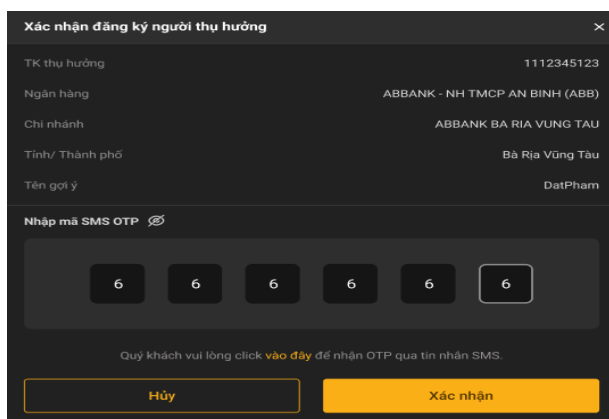 Xác nhận đăng ký người thụ hưởng ×
TK thụ hưởng 1112345123
Ngân hàng ABBANK - NH TMCP AN BINH (ABB)
Chi nhánh ABBANK BA RIA VUNG TAU
Tỉnh/ Thành phố Bà Rịa Vũng Tàu
Tên gợi ý DatPham
Nhập mã SMS OTP
6 6 6 6 6 6
Quý khách vui lòng click vào đây để nhận OTP qua tin nhắn SMS.
Hủy Xác nhận